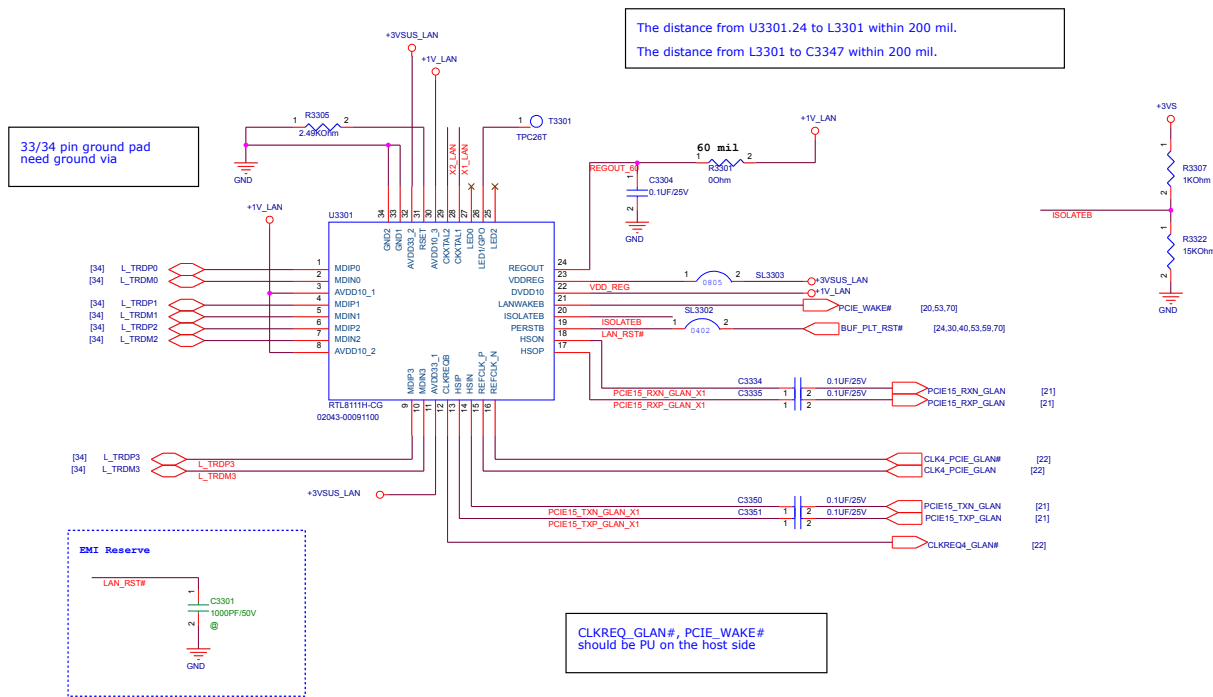 The distance from U3301.24 to L3301 within 200 mil.
The distance from L3301 to C3347 within 200 mil.
+3VSUS_LAN
+1V_LAN
33/34 pin ground pad
need ground via
R3305
1 2
2.49KOhm
GND
1 T3301
TPC26T
X2_LAN
X1_LAN
+1V_LAN
60 mil
REGOUT_60
1 2
R3301
0Ohm
1
C3304
0.1UF/25V
2
GND
+3VS
1
R3307
1KOhm
2
ISOLATEB
1
R3322
15KOhm
2
GND
+1V_LAN
U3301
34 33 32 31 30 29 28 27 26 25
GND2
GND1
AVDD33_2
RSET
AVDD10_3
CKXTAL2
CKXTAL1
LED0
LED1/GPO
LED2
[34] L_TRDP0 1 MDIP0
[34] L_TRDM0 2 MDIN0
3 AVDD10_1
[34] L_TRDP1 4 MDIP1
[34] L_TRDM1 5 MDIN1
[34] L_TRDP2 6 MDIP2
[34] L_TRDM2 7 MDIN2
8 AVDD10_2
REGOUT 24
VDDREG 23
DVDD10 22
LANWAKEB 21
ISOLATEB 20
PERSTB 19
HSON 18
HSOP 17
1 2 SL3303
0805
+3VSUS_LAN
VDD_REG
+1V_LAN
PCIE_WAKE# [20,53,70]
SL3302
ISOLATEB
1 2
0402
BUF_PLT_RST# [24,30,40,53,59,70]
LAN_RST#
MDIP3
MDIN3
AVDD33_1
CLKREQB
HSIP
HSIN
REFCLK_P
REFCLK_N
RTL8111H-CG
02043-00091100
9 10 11 12 13 14 15 16
C3334 0.1UF/25V
PCIE15_RXN_GLAN_X1 1 2 PCIE15_RXN_GLAN [21]
C3335 0.1UF/25V
PCIE15_RXP_GLAN_X1 1 2 PCIE15_RXP_GLAN [21]
[34] L_TRDP3 L_TRDP3
[34] L_TRDM3 L_TRDM3
CLK4_PCIE_GLAN# [22]
CLK4_PCIE_GLAN [22]
+3VSUS_LAN
C3350 0.1UF/25V
PCIE15_TXN_GLAN_X1 1 2 PCIE15_TXN_GLAN [21]
C3351 0.1UF/25V
PCIE15_TXP_GLAN_X1 1 2 PCIE15_TXP_GLAN [21]
CLKREQ4_GLAN# [22]
EMI Reserve
LAN_RST#
1
C3301
1000PF/50V
2
@
GND
CLKREQ_GLAN#, PCIE_WAKE#
should be PU on the host side